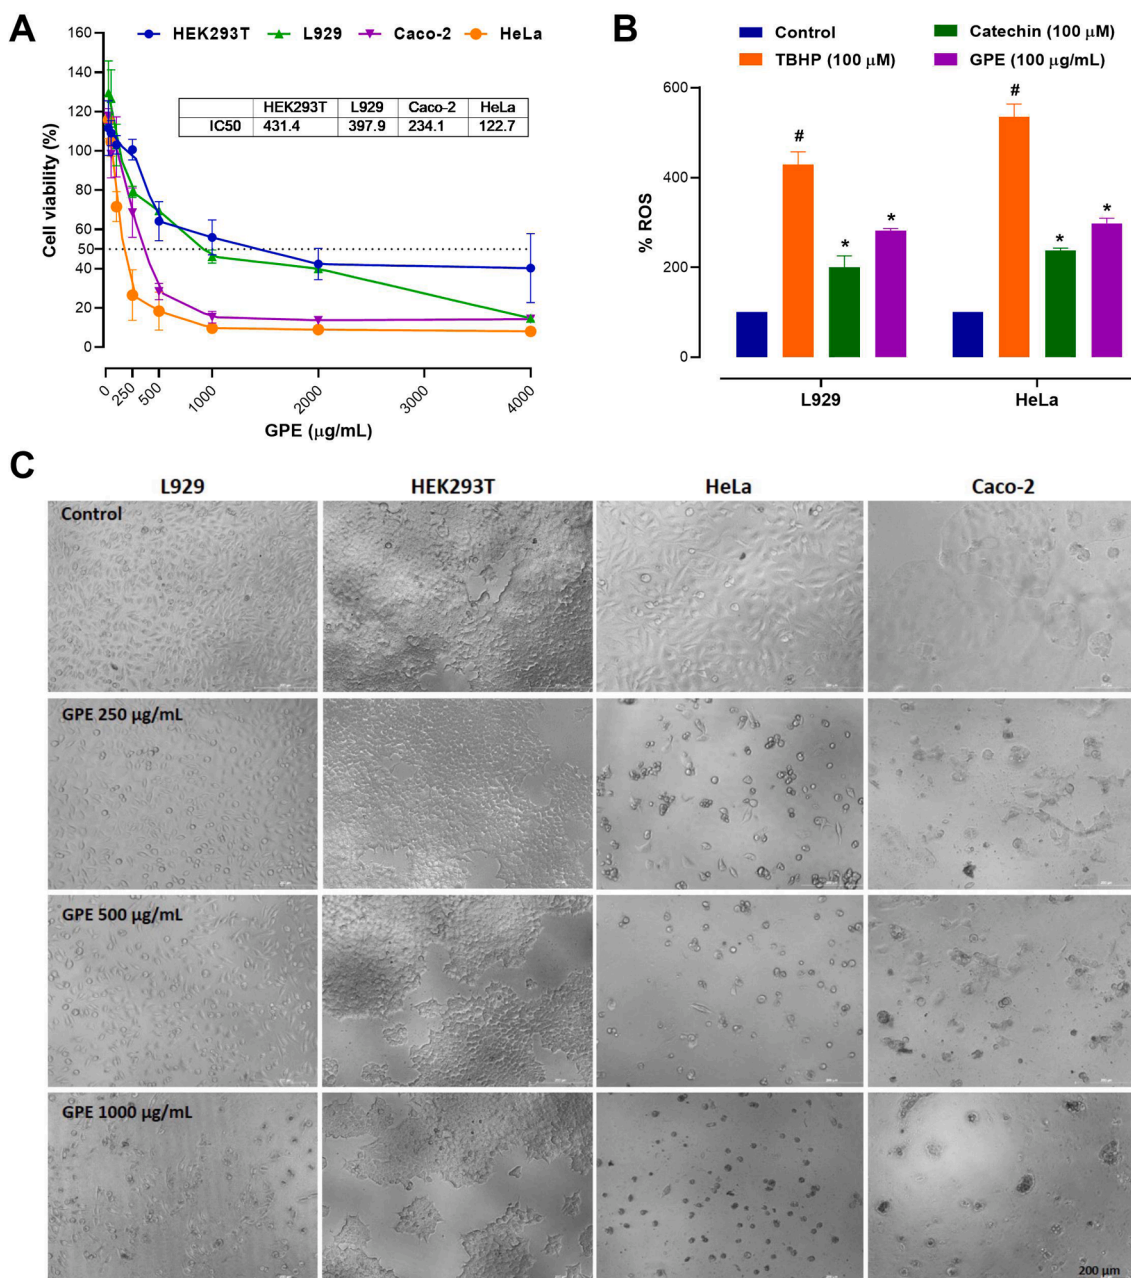 A
HEK293T L929 Caco-2 HeLa
160
140
120
100
80
60
50
40
20
0
Cell viability (%)
HEK293T L929 Caco-2 HeLa
IC50 431.4 397.9 234.1 122.7
0 250 500 1000 2000 3000 4000
GPE (μg/mL)
B
Control Catechin (100 μM)
TBHP (100 μM) GPE (100 μg/mL)
600
400
200
0
% ROS
# * * # * *
L929 HeLa
C
L929 HEK293T HeLa Caco-2
Control
GPE 250 μg/mL
GPE 500 μg/mL
GPE 1000 μg/mL
200 μm